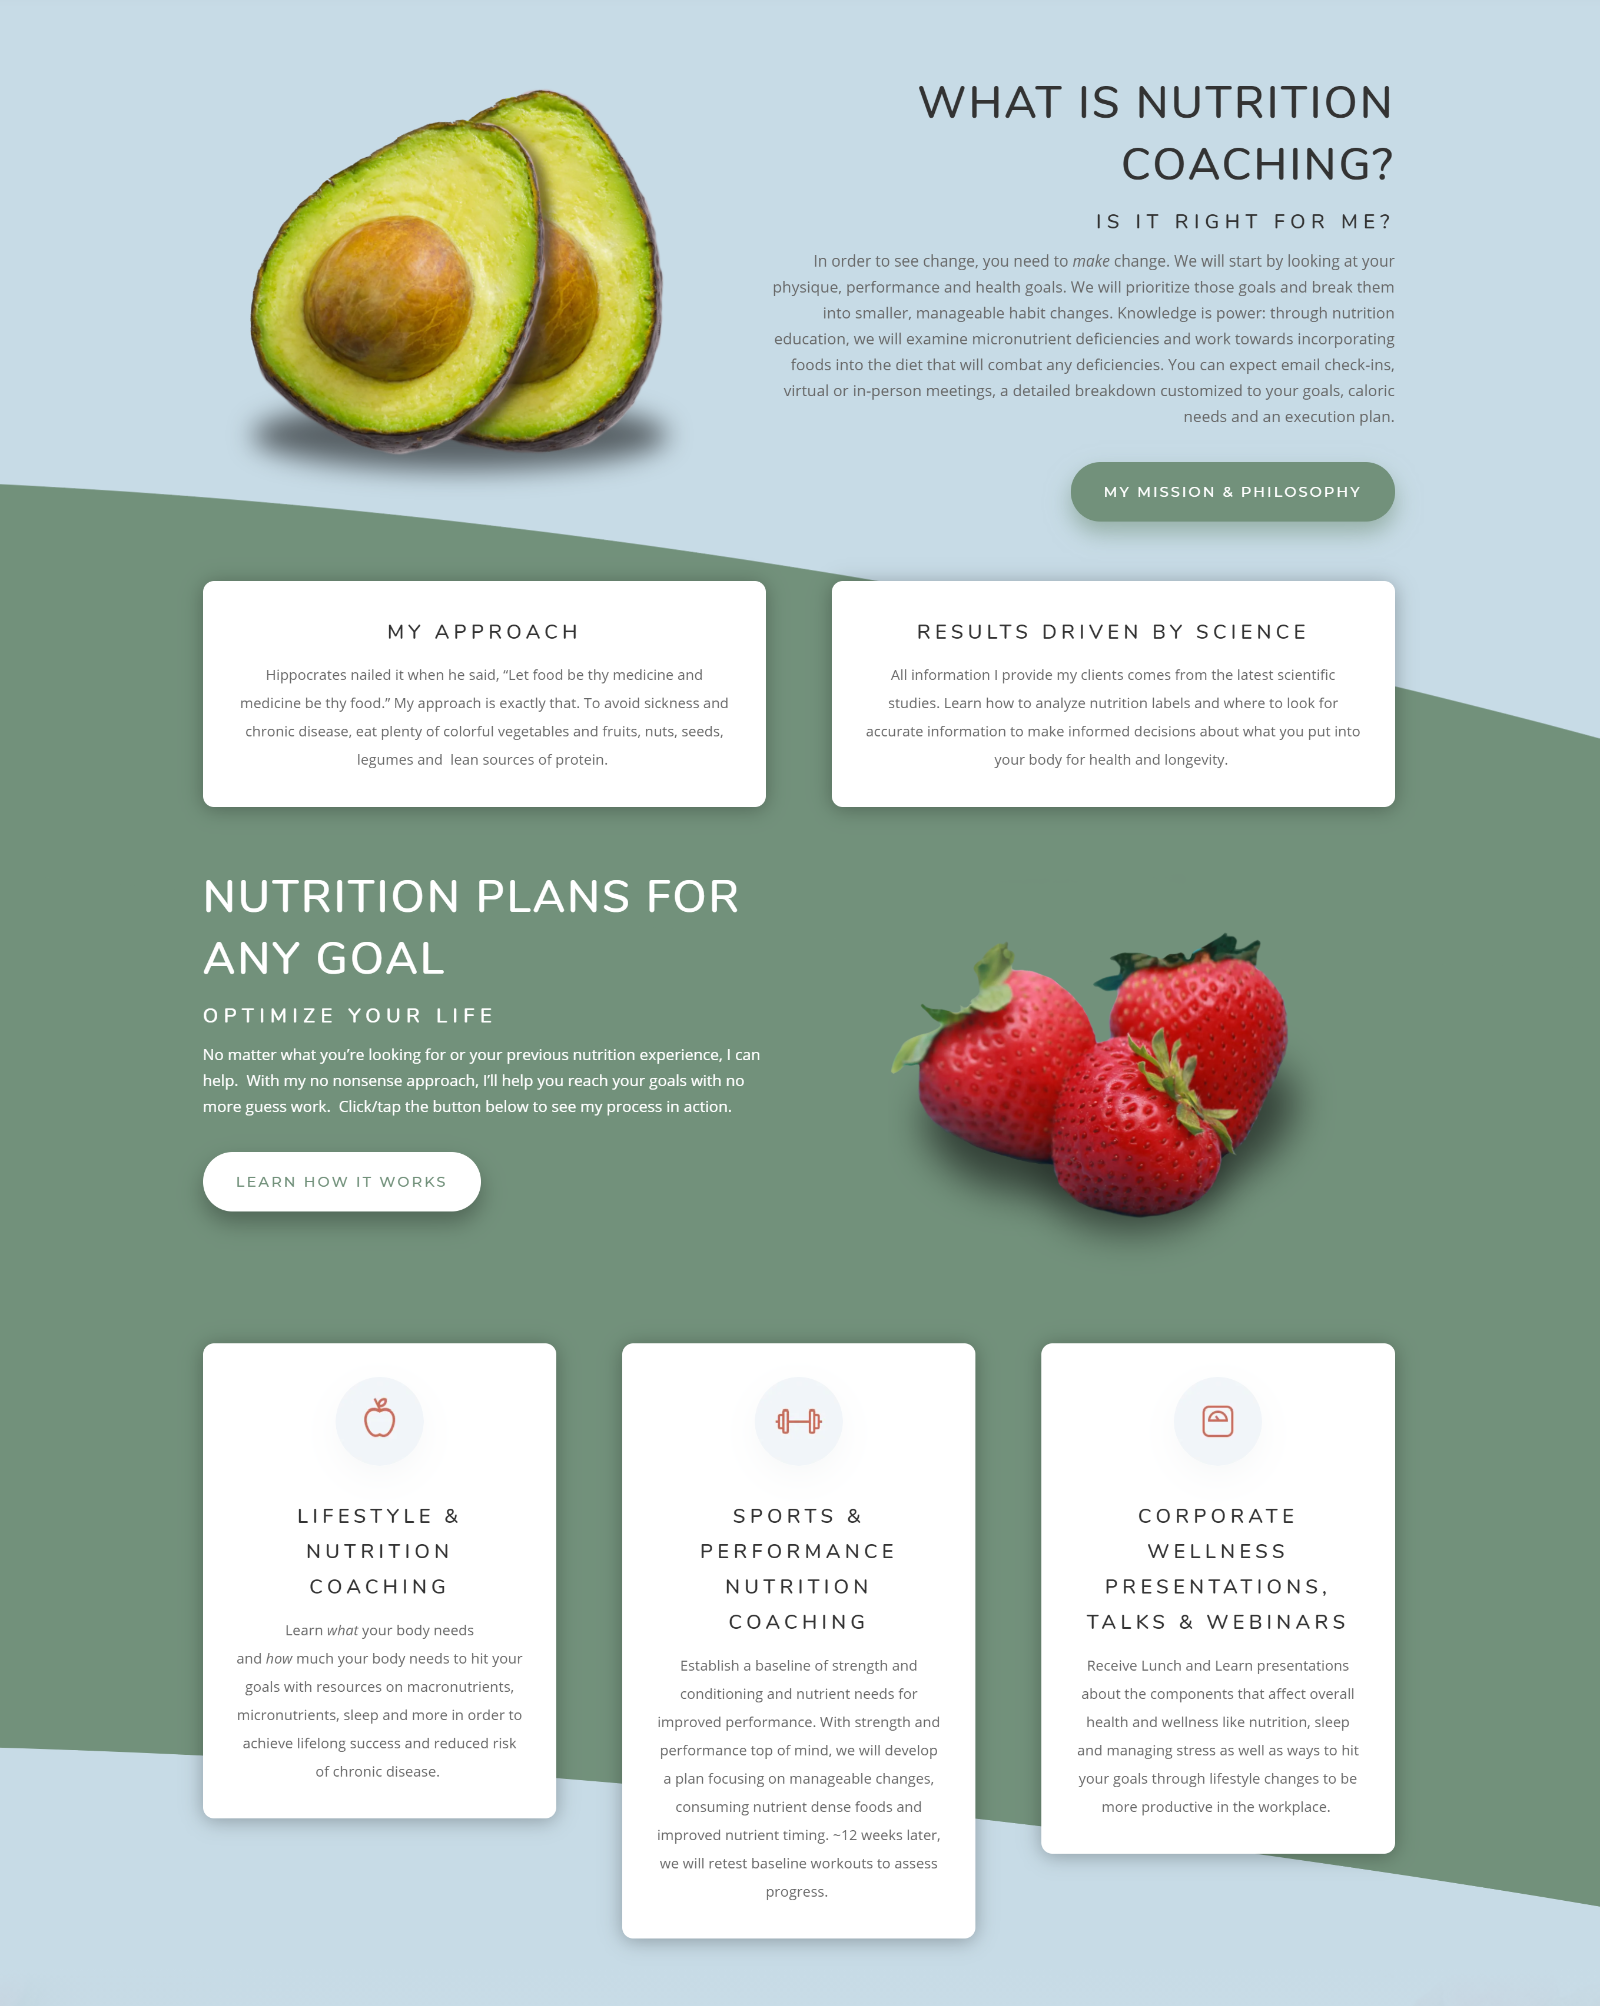 WHAT IS NUTRITION
COACHING?
IS IT RIGHT FOR ME?
In order to see change, you need to make change. We will start by looking at your
physique, performance and health goals. We will prioritize those goals and break them
into smaller, manageable habit changes. Knowledge is power: through nutrition
education, we will examine micronutrient deficiencies and work towards incorporating
foods into the diet that will combat any deficiencies. You can expect email check-ins,
virtual or in-person meetings, a detailed breakdown customized to your goals, caloric
needs and an execution plan.
MY MISSION & PHILOSOPHY
MY APPROACH
Hippocrates nailed it when he said, “Let food be thy medicine and
medicine be thy food.” My approach is exactly that. To avoid sickness and
chronic disease, eat plenty of colorful vegetables and fruits, nuts, seeds,
legumes and  lean sources of protein.
RESULTS DRIVEN BY SCIENCE
All information I provide my clients comes from the latest scientific
studies. Learn how to analyze nutrition labels and where to look for
accurate information to make informed decisions about what you put into
your body for health and longevity.
NUTRITION PLANS FOR
ANY GOAL
OPTIMIZE YOUR LIFE
No matter what you’re looking for or your previous nutrition experience, I can
help.  With my no nonsense approach, I’ll help you reach your goals with no
more guess work.  Click/tap the button below to see my process in action.
LEARN HOW IT WORKS
LIFESTYLE &
NUTRITION
COACHING
Learn what your body needs
and how much your body needs to hit your
goals with resources on macronutrients,
micronutrients, sleep and more in order to
achieve lifelong success and reduced risk
of chronic disease.
SPORTS &
PERFORMANCE
NUTRITION
COACHING
Establish a baseline of strength and
conditioning and nutrient needs for
improved performance. With strength and
performance top of mind, we will develop
a plan focusing on manageable changes,
consuming nutrient dense foods and
improved nutrient timing. ~12 weeks later,
we will retest baseline workouts to assess
progress.
CORPORATE
WELLNESS
PRESENTATIONS,
TALKS & WEBINARS
Receive Lunch and Learn presentations
about the components that affect overall
health and wellness like nutrition, sleep
and managing stress as well as ways to hit
your goals through lifestyle changes to be
more productive in the workplace.